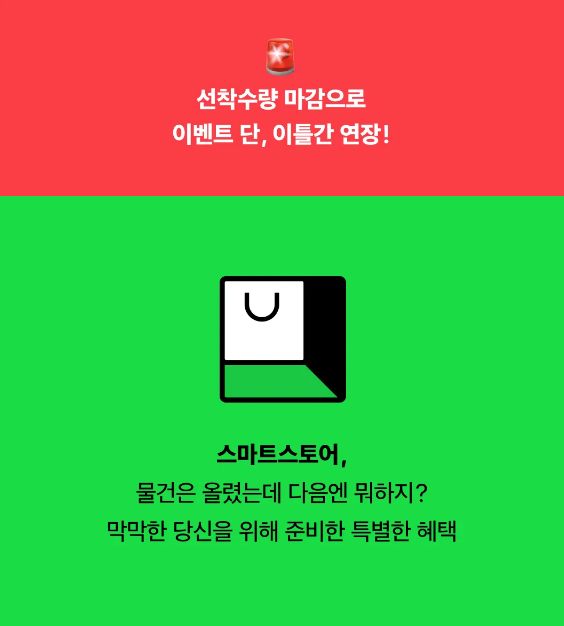 선착수량 마감으로
이벤트 단, 이틀간 연장!
스마트스토어,
물건은 올렸는데 다음엔 뭐하지?
막막한 당신을 위해 준비한 특별한 혜택